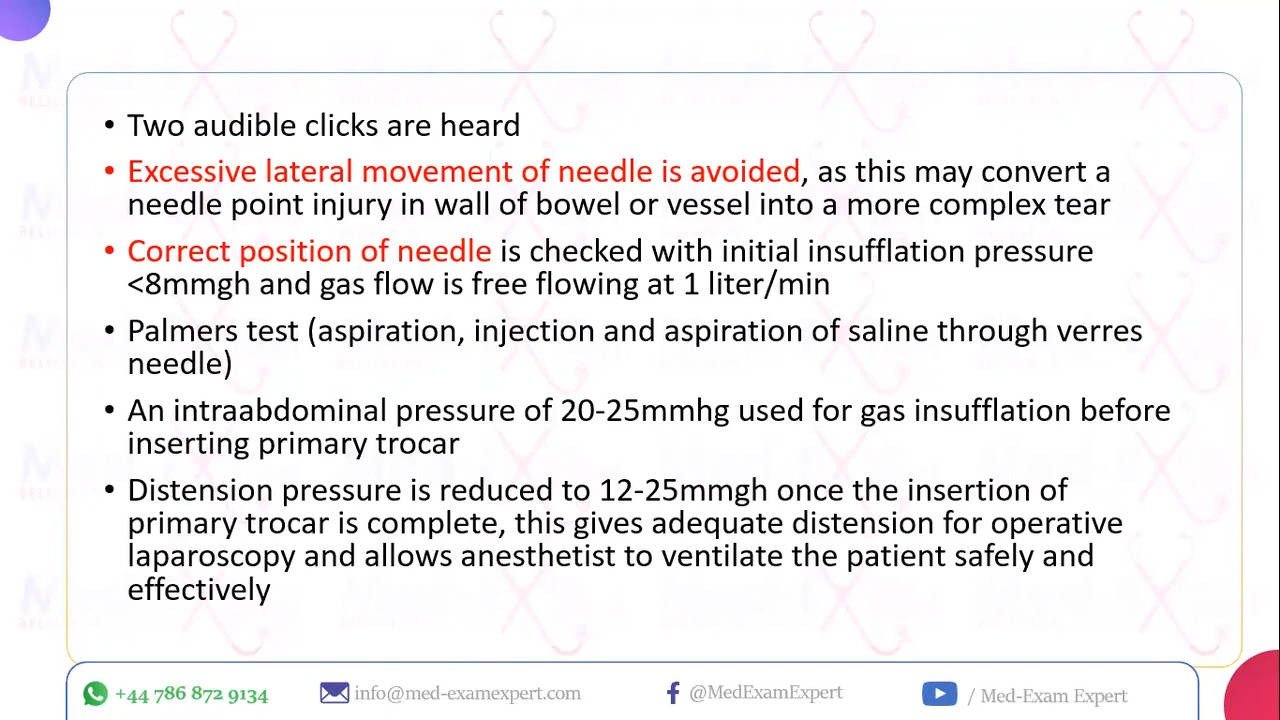 • Two audible clicks are heard
• Excessive lateral movement of needle is avoided, as this may convert a
needle point injury in wall of bowel or vessel into a more complex tear
• Correct position of needle is checked with initial insufflation pressure
<8mmgh and gas flow is free flowing at 1 liter/min
• Palmers test (aspiration, injection and aspiration of saline through verres
needle)
• An intraabdominal pressure of 20-25mmhg used for gas insufflation before
inserting primary trocar
• Distension pressure is reduced to 12-25mmgh once the insertion of
primary trocar is complete, this gives adequate distension for operative
laparoscopy and allows anesthetist to ventilate the patient safely and
effectively
+44 786 872 9134 info@med-examexpert.com @MedExamExpert / Med-Exam Expert